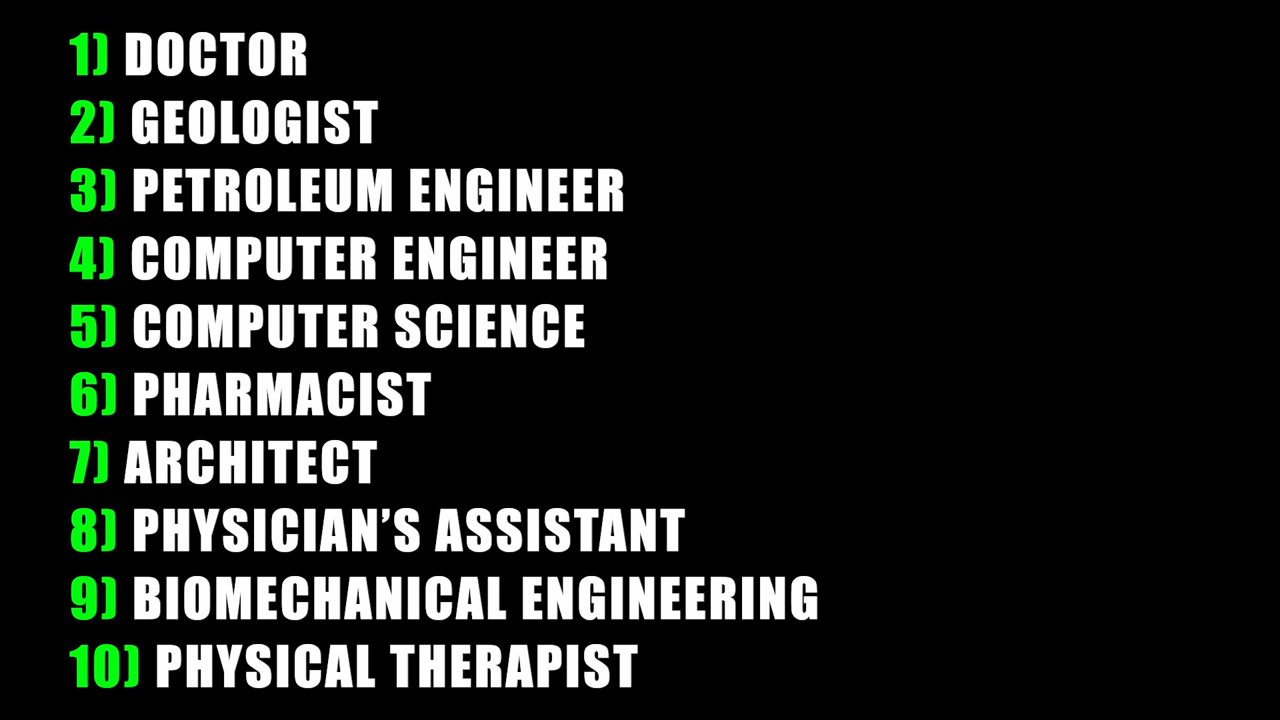 1) DOCTOR
2) GEOLOGIST
3) PETROLEUM ENGINEER
4) COMPUTER ENGINEER
5) COMPUTER SCIENCE
6) PHARMACIST
7) ARCHITECT
8) PHYSICIAN’S ASSISTANT
9) BIOMECHANICAL ENGINEERING
10) PHYSICAL THERAPIST